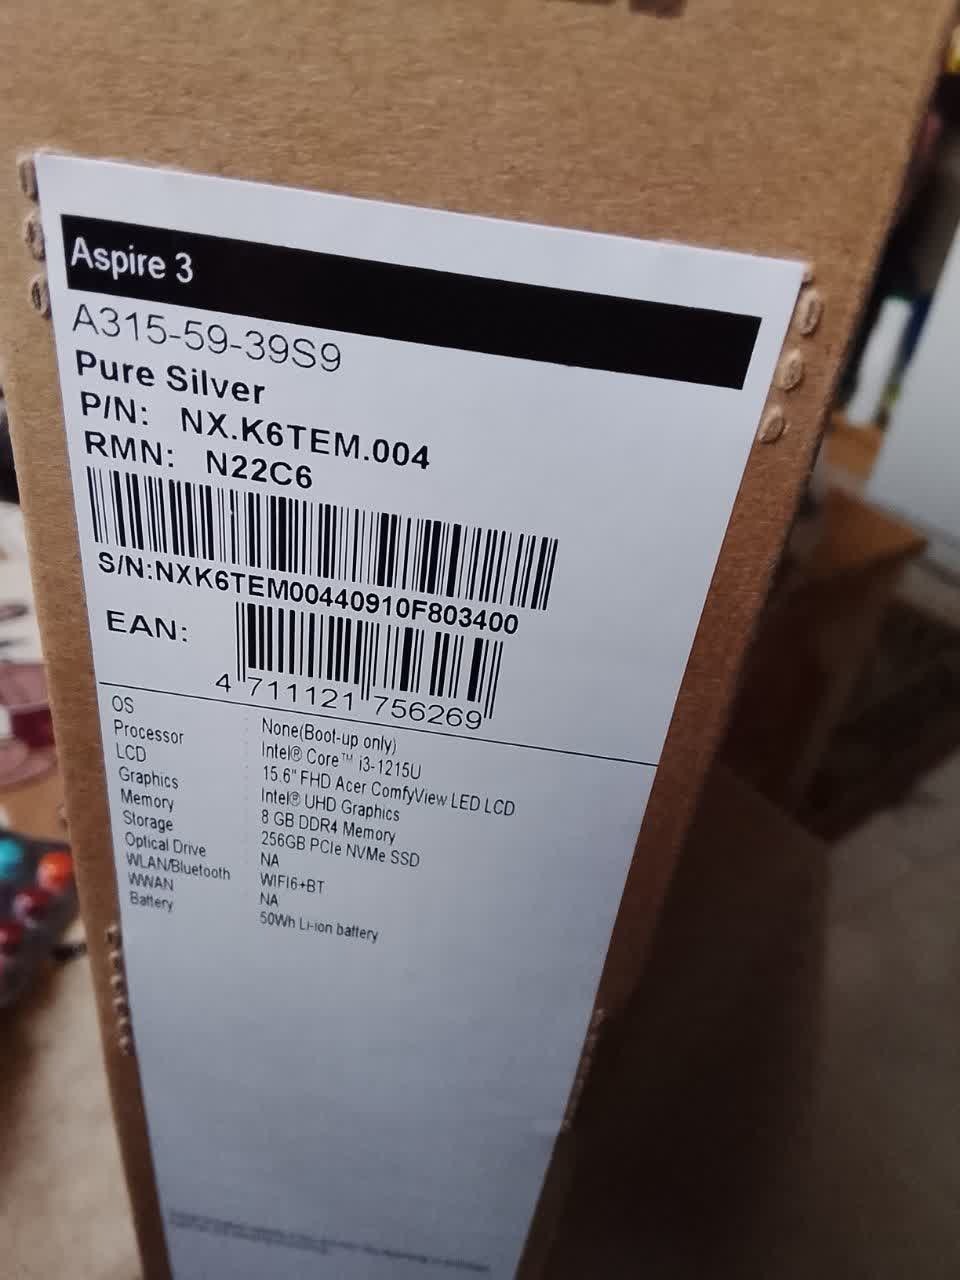 Aspire 3
A315-59-39S9
Pure Silver
P/N: NX.K6TEM.004
RMN: N22C6
S/N:NXK6TEM00440910F803400
EAN:
4 711121 756269
OS : None(Boot-up only)
Processor : Intel® Core™ i3-1215U
LCD : 15.6" FHD Acer ComfyView LED LCD
Graphics : Intel® UHD Graphics
Memory : 8 GB DDR4 Memory
Storage : 256GB PCIe NVMe SSD
Optical Drive : NA
WLAN/Bluetooth : WIFI6+BT
WWAN : NA
Battery : 50Wh Li-ion battery